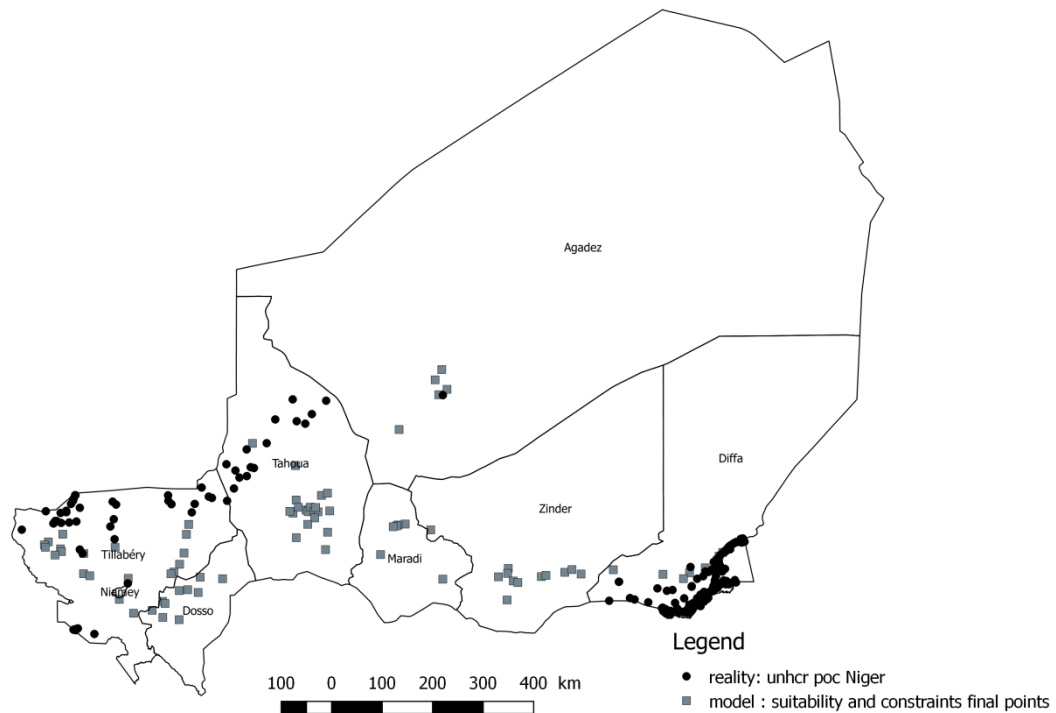 Agadez
Diffa
Tahoua
Zinder
Maradi
Tillabéry
Niamey
Dosso
Legend
100 0 100 200 300 400 km
reality: unhcr poc Niger
model : suitability and constraints final points